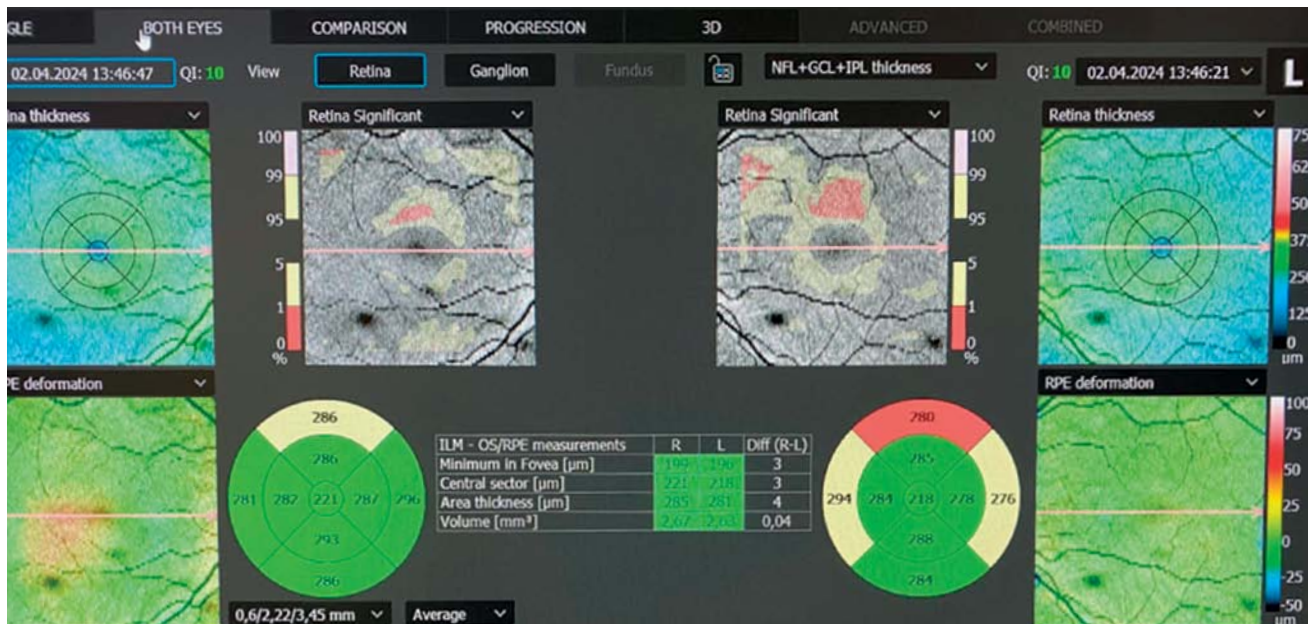 GLE BOTH EYES COMPARISON PROGRESSION 3D ADVANCED COMBINED
02.04.2024 13:46:47 QI: 10 View Retina Ganglion Fundus NFL+GCL+IPL thickness QI: 10 02.04.2024 13:46:21 L
na thickness Retina Significant Retina Significant Retina thickness
100 100 75
99 99 62
95 95 50
37
5 5 250
1 1 125
0 0 0
% % µm
PE deformation RPE deformation
100
75
50
25
0
-25
-50
µm
286
286
281 282 221 287 296
293
286
ILM - OS/RPE measurements R L Diff (R-L)
Minimum in Fovea [µm] 199 196 3
Central sector [µm] 221 218 3
Area thickness [µm] 285 281 4
Volume [mm³] 2,67 2,63 0,04
280
285
294 284 218 278 276
288
284
0,6/2,22/3,45 mm Average